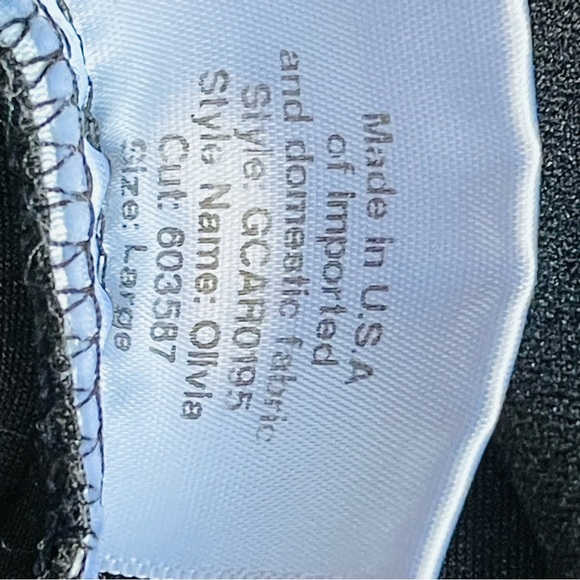 Made in U.S.A
of Imported
and domestic fabric
Style: GCAR0195
Style Name: Olivia
Cut: 603587
Size: Large